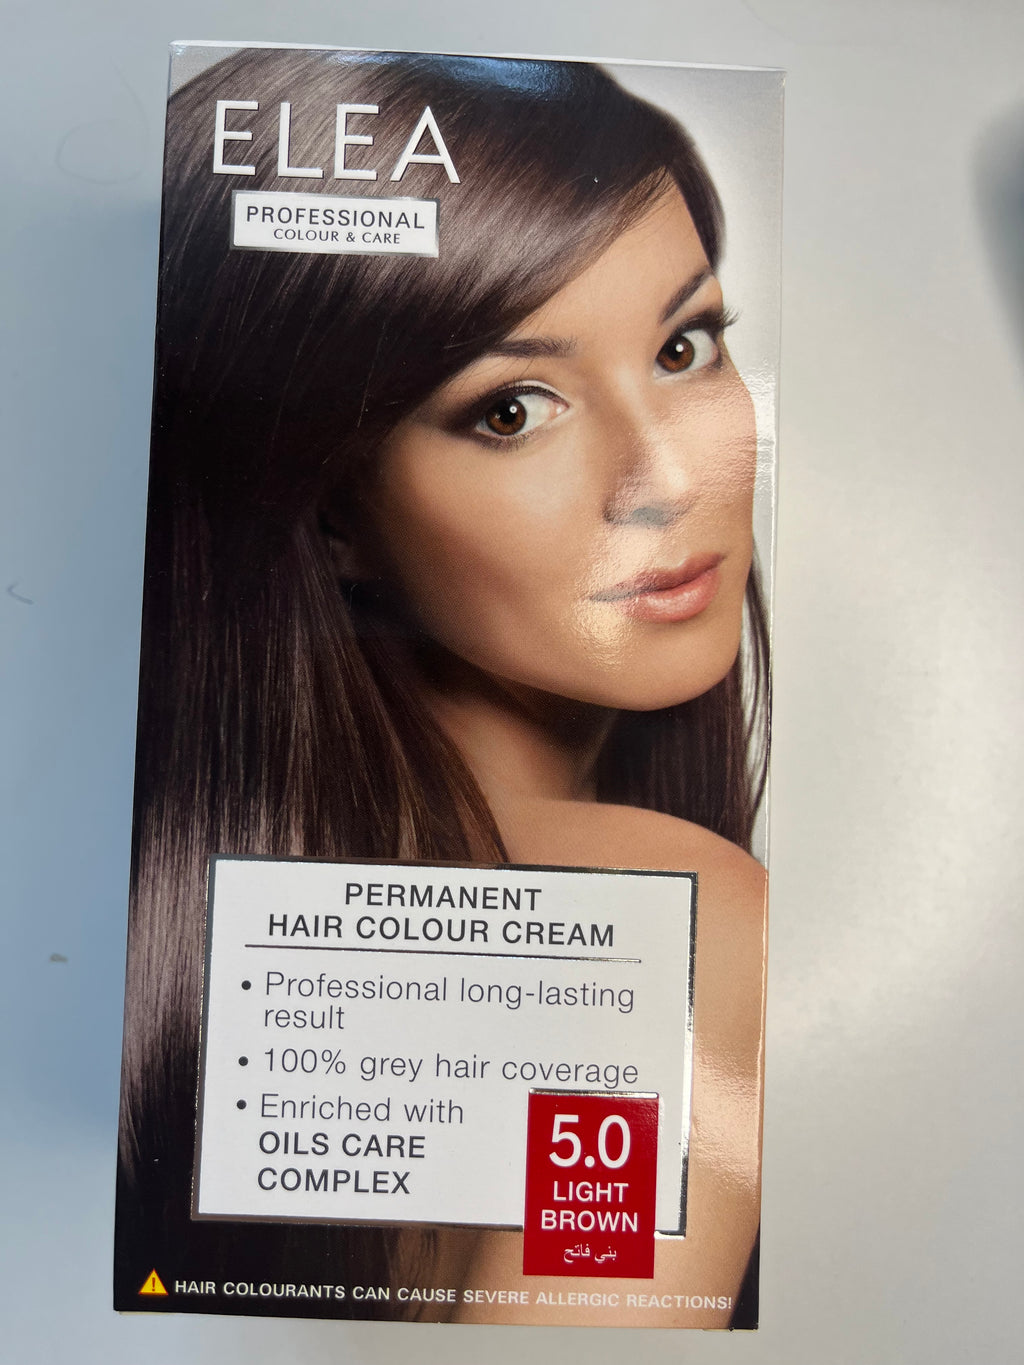 ELEA
PROFESSIONAL
COLOUR & CARE
PERMANENT
HAIR COLOUR CREAM
• Professional long-lasting
result
• 100% grey hair coverage
• Enriched with
OILS CARE
COMPLEX
5.0
LIGHT
BROWN
بني فاتح
HAIR COLOURANTS CAN CAUSE SEVERE ALLERGIC REACTIONS!